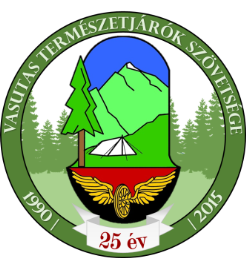 VASUTAS TERMÉSZETJÁRÓK SZÖVETSÉGE
1990 | | 2015
25 év